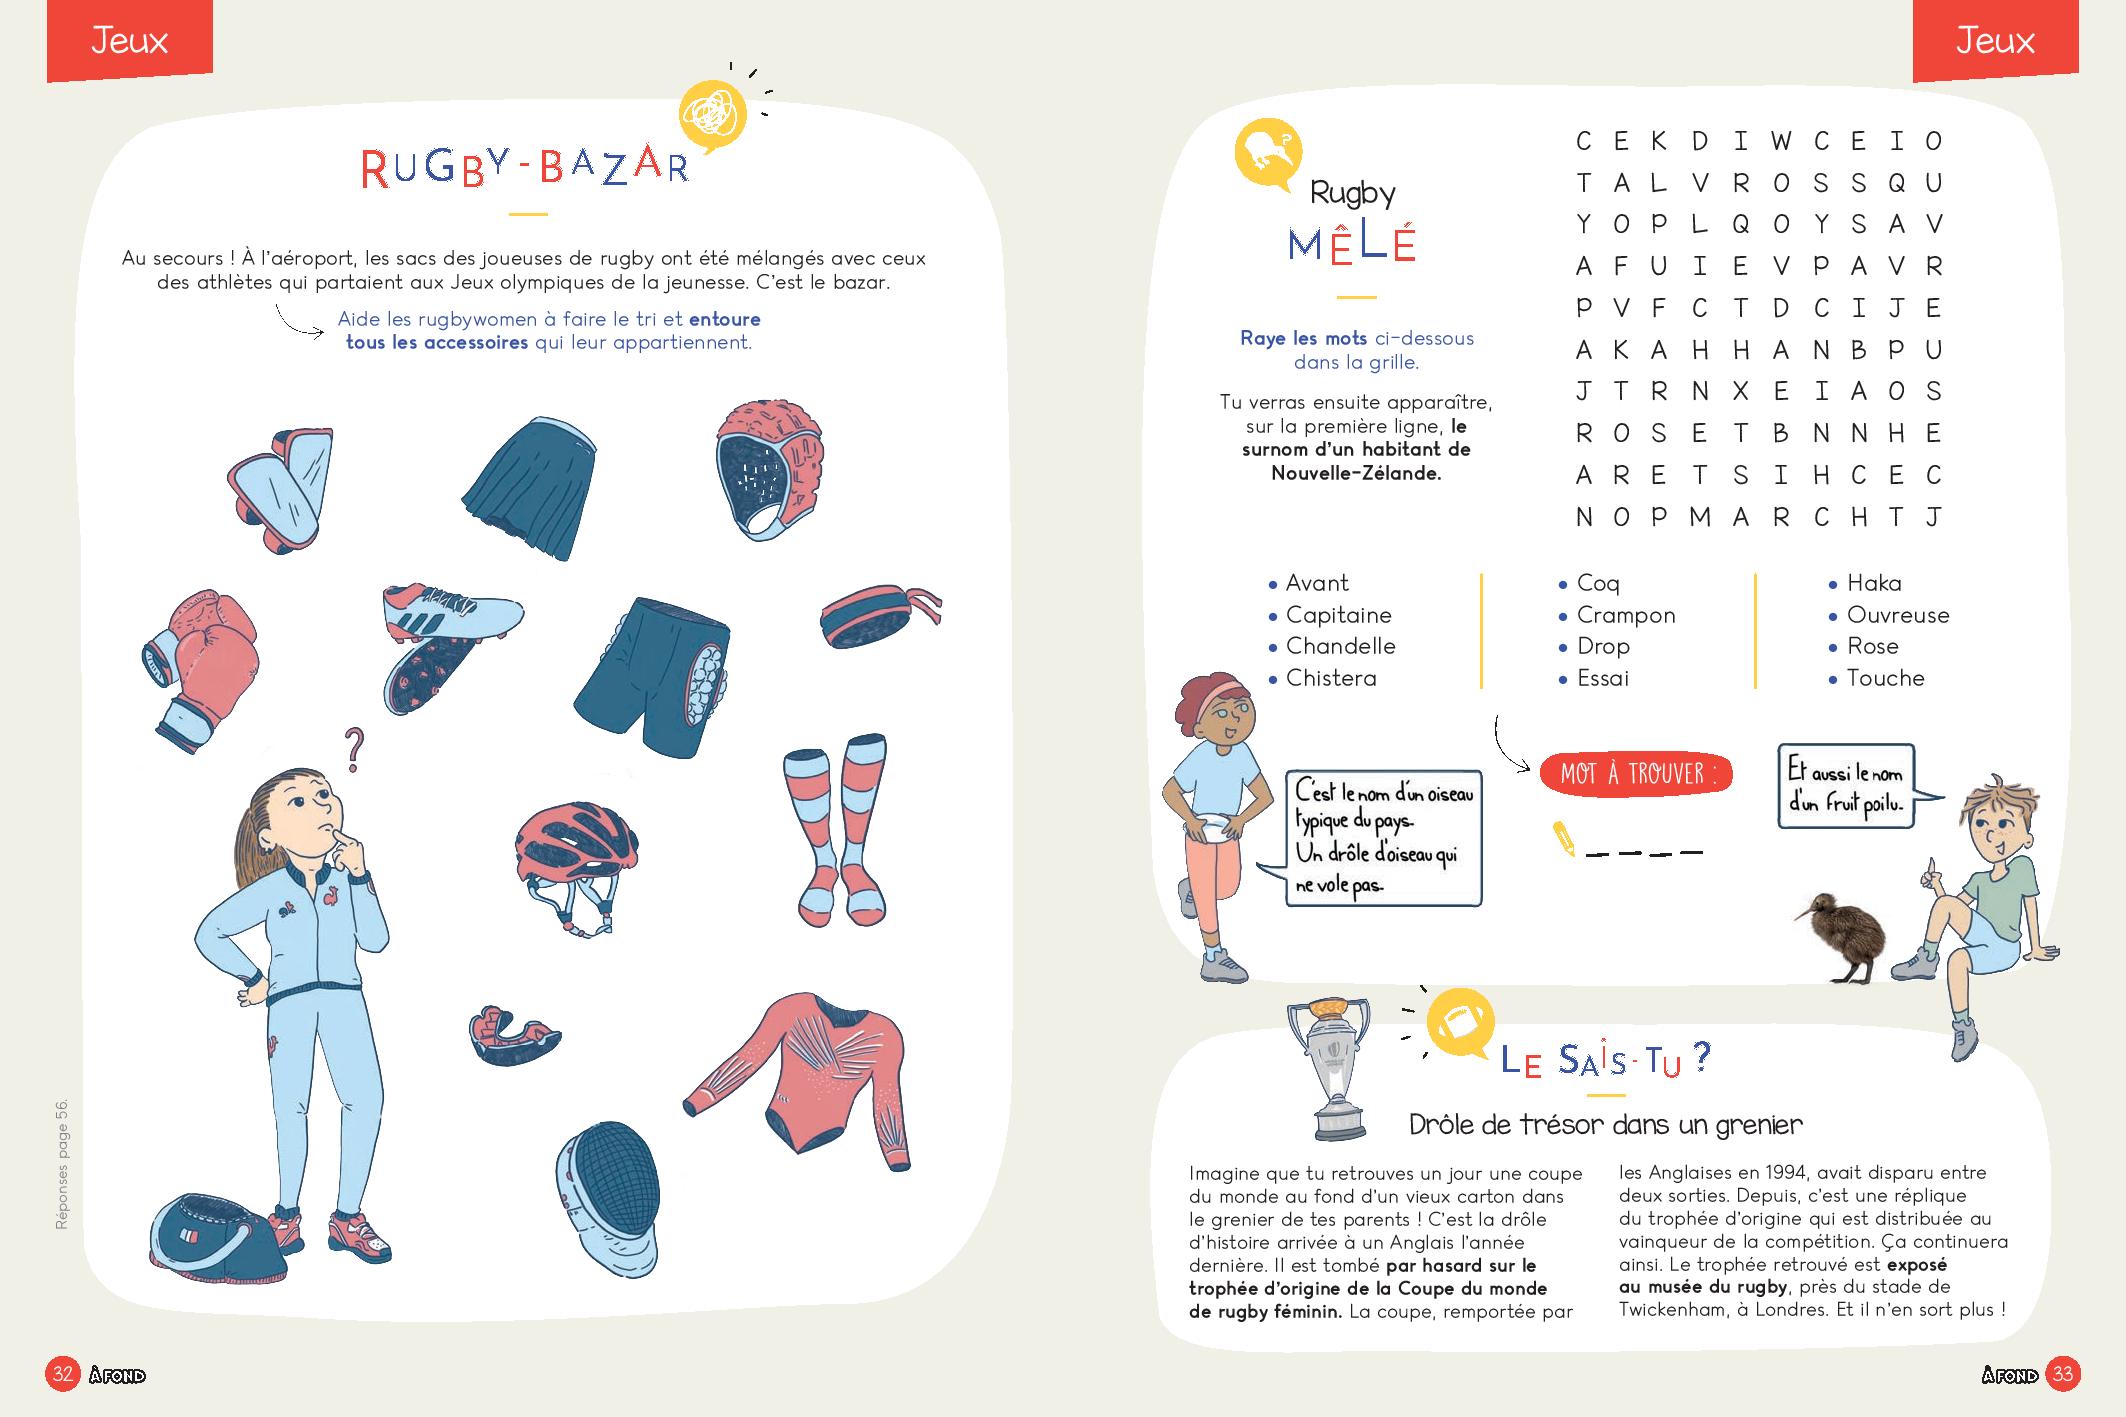 Jeux
RUGBY-BAZAR
Au secours ! À l'aéroport, les sacs des joueuses de rugby ont été mélangés avec ceux
des athlètes qui partaient aux Jeux olympiques de la jeunesse. C'est le bazar.
Aide les rugbywomen à faire le tri et entoure
tous les accessoires qui leur appartiennent.
?
Réponses page 56.
32 À FOND
Jeux
?
Rugby
MÊLÉ
Raye les mots ci-dessous
dans la grille.
Tu verras ensuite apparaître,
sur la première ligne, le
surnom d'un habitant de
Nouvelle-Zélande.
C E K D I W C E I O
T A L V R O S S Q U
Y O P L Q O Y S A V
A F U I E V P A V R
P V F C T D C I J E
A K A H H A N B P U
J T R N X E I A O S
R O S E T B N N H E
A R E T S I H C E C
N O P M A R C H T J
• Avant
• Capitaine
• Chandelle
• Chistera
• Coq
• Crampon
• Drop
• Essai
• Haka
• Ouvreuse
• Rose
• Touche
MOT À TROUVER :
_ _ _ _
C'est le nom d'un oiseau
typique du pays.
Un drôle d'oiseau qui
ne vole pas.
Et aussi le nom
d'un fruit poilu.
LE SAIS-TU ?
Drôle de trésor dans un grenier
Imagine que tu retrouves un jour une coupe
du monde au fond d'un vieux carton dans
le grenier de tes parents ! C'est la drôle
d'histoire arrivée à un Anglais l'année
dernière. Il est tombé par hasard sur le
trophée d'origine de la Coupe du monde
de rugby féminin. La coupe, remportée par
les Anglaises en 1994, avait disparu entre
deux sorties. Depuis, c'est une réplique
du trophée d'origine qui est distribuée au
vainqueur de la compétition. Ça continuera
ainsi. Le trophée retrouvé est exposé
au musée du rugby, près du stade de
Twickenham, à Londres. Et il n'en sort plus !
À FOND 33